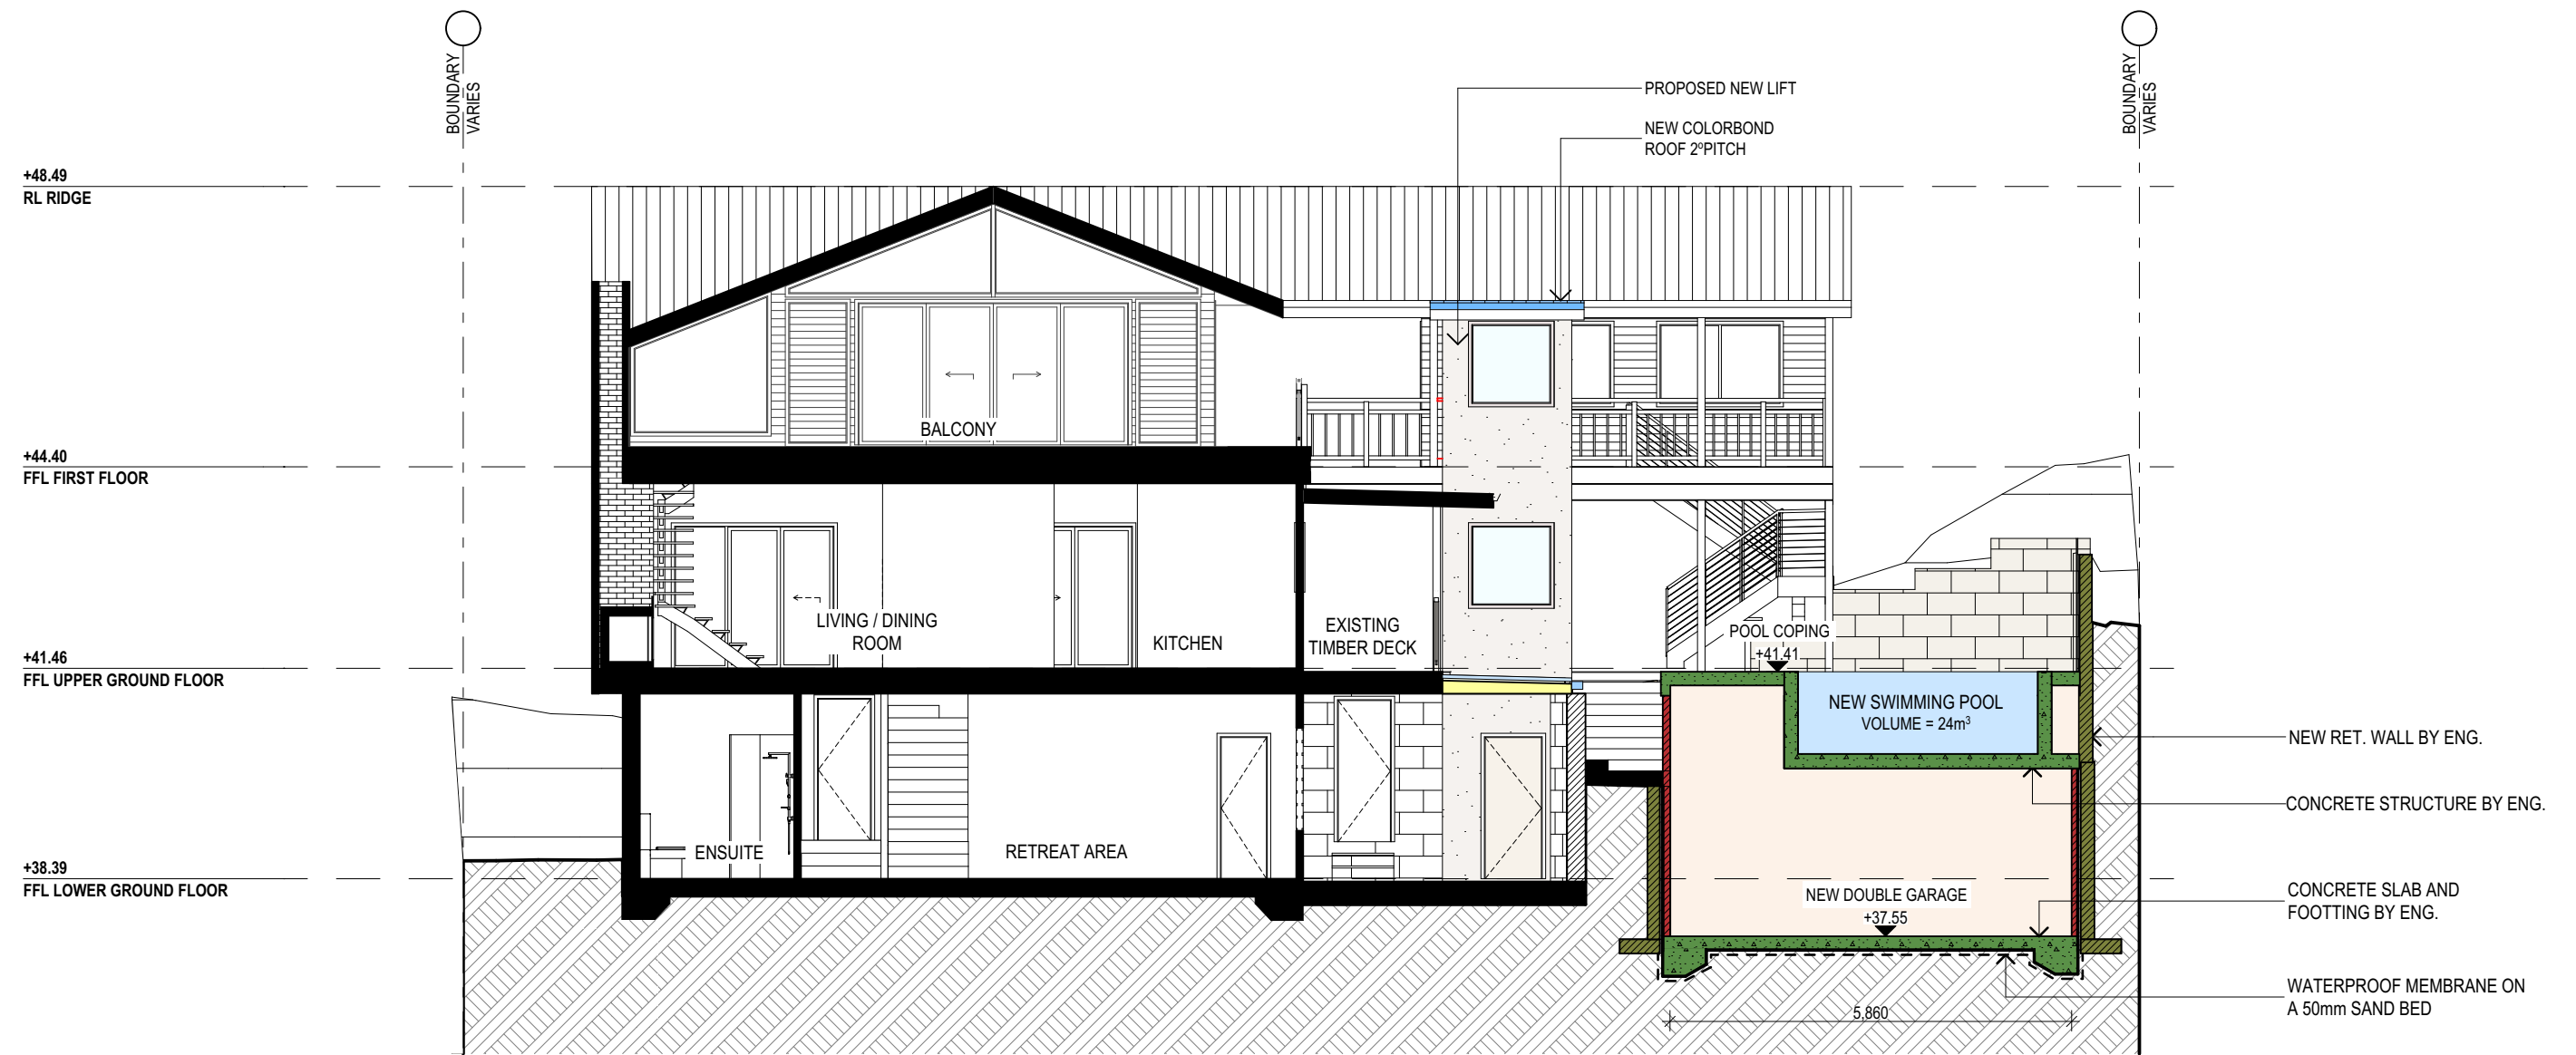 BOUNDARY
VARIES
BOUNDARY
VARIES
PROPOSED NEW LIFT
NEW COLORBOND
ROOF 2ºPITCH
+48.49
RL RIDGE
BALCONY
+44.40
FFL FIRST FLOOR
LIVING / DINING
ROOM
KITCHEN
EXISTING
TIMBER DECK
POOL COPING
+41.41
+41.46
FFL UPPER GROUND FLOOR
NEW SWIMMING POOL
VOLUME = 24m³
NEW RET. WALL BY ENG.
CONCRETE STRUCTURE BY ENG.
ENSUITE
RETREAT AREA
+38.39
FFL LOWER GROUND FLOOR
NEW DOUBLE GARAGE
+37.55
CONCRETE SLAB AND
FOOTTING BY ENG.
WATERPROOF MEMBRANE ON
A 50mm SAND BED
5,860